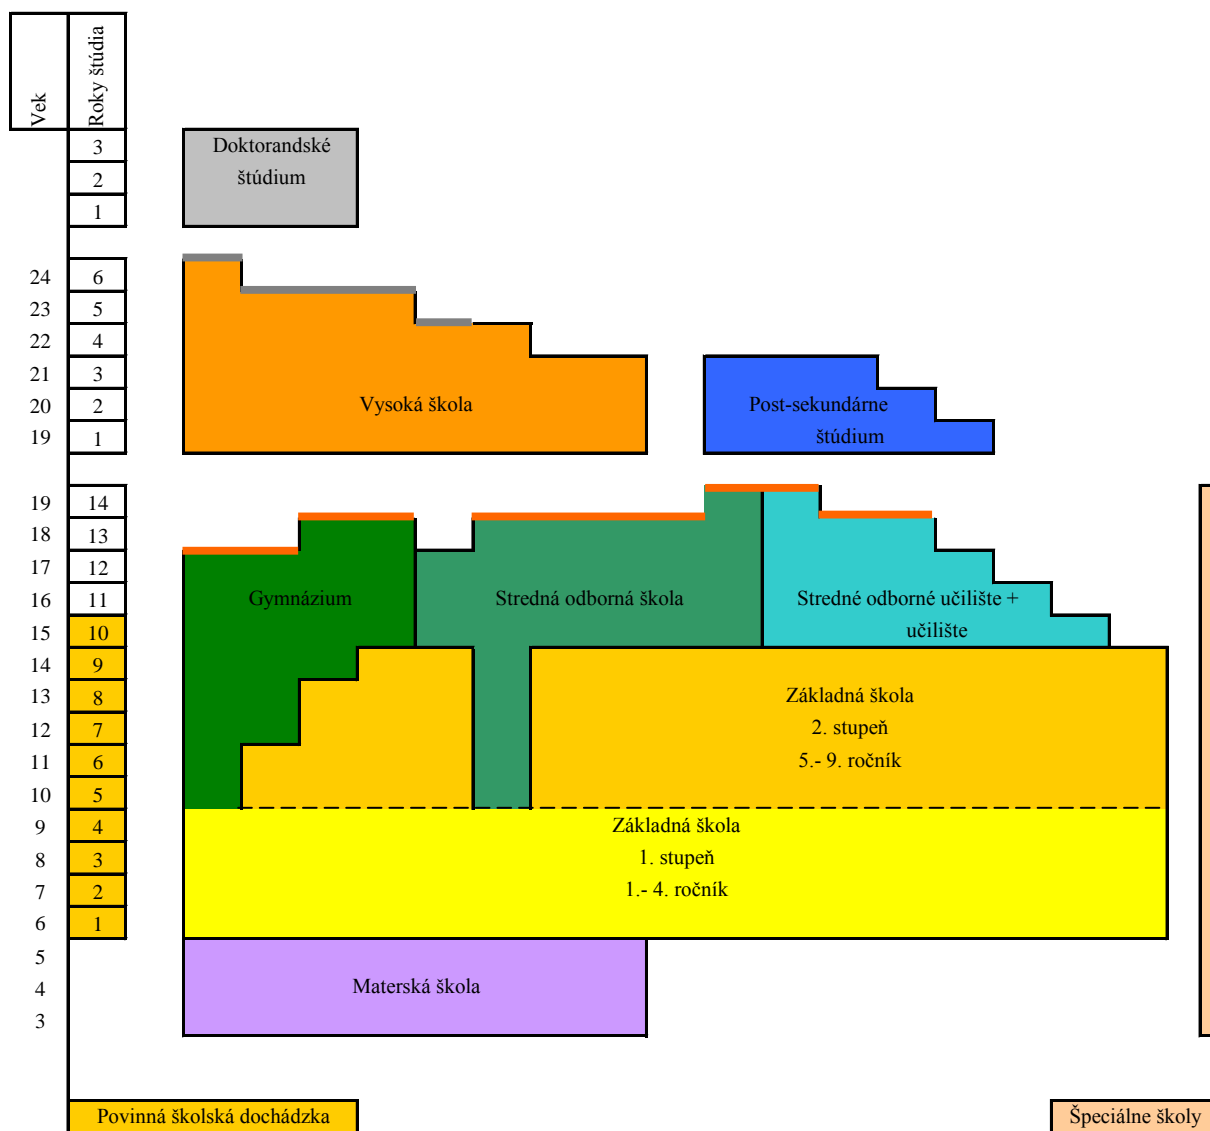 Vek
Roky štúdia
3
Doktorandské
2
štúdium
1
24
6
23
5
22
4
21
3
20
2
Vysoká škola
Post-sekundárne
19
1
štúdium
19
14
18
13
17
12
16
11
Gymnázium
Stredná odborná škola
Stredné odborné učilište +
15
10
učilište
14
9
13
8
Základná škola
12
7
2. stupeň
11
6
5.- 9. ročník
10
5
9
4
Základná škola
8
3
1. stupeň
7
2
1.- 4. ročník
6
1
5
4
Materská škola
3
Povinná školská dochádzka
Špeciálne školy